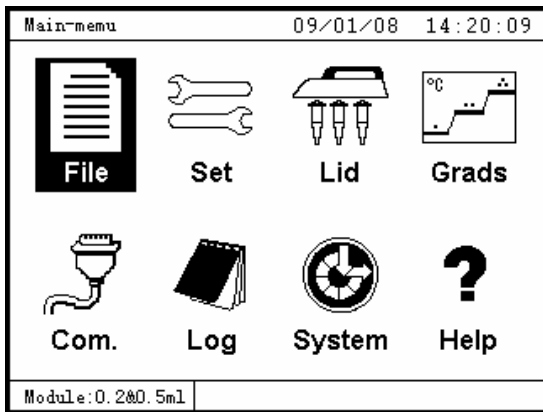 Main-memu 09/01/08 14:20:09
°C
File Set Lid Grads
?
Com. Log System Help
Module:0.2&0.5ml